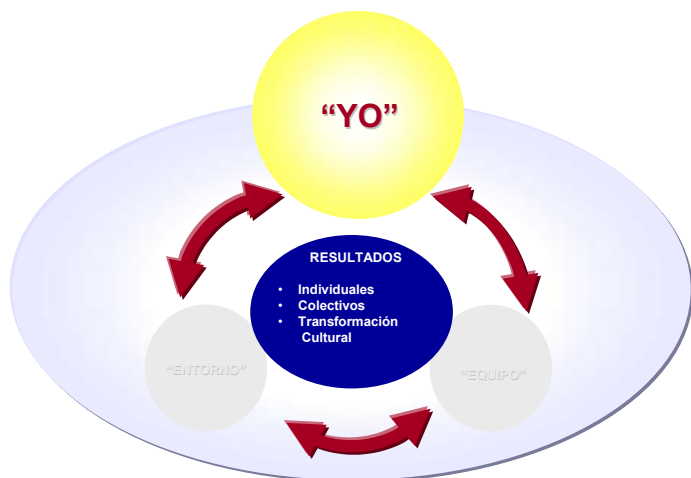 “YO”
RESULTADOS
• Individuales
• Colectivos
• Transformación
Cultural
“ENTORNO”
“EQUIPO”